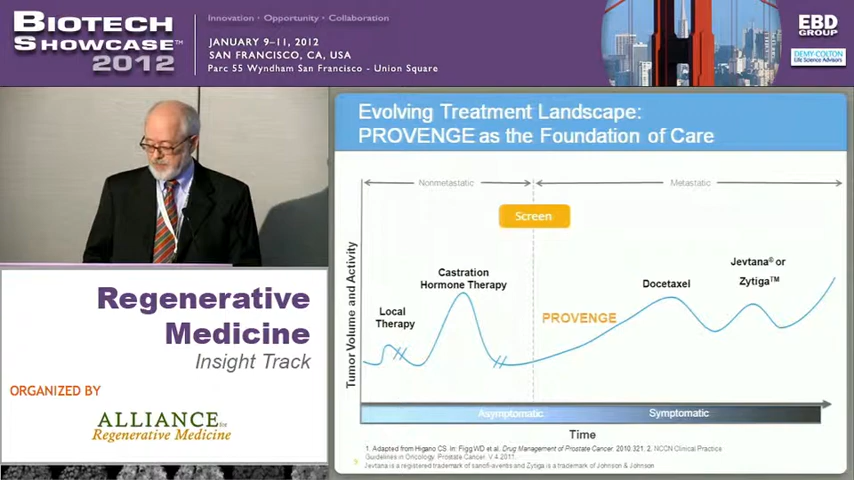 BIOTECH
SHOWCASE™
2012
Innovation · Opportunity · Collaboration
JANUARY 9–11, 2012
SAN FRANCISCO, CA, USA
Parc 55 Wyndham San Francisco - Union Square
EBD
GROUP
DEMY-COLTON
Life Science Advisors
Regenerative
Medicine
Insight Track
ORGANIZED BY
ALLIANCE
Regenerative Medicine
Evolving Treatment Landscape:
PROVENGE as the Foundation of Care
Nonmetastatic
Metastatic
Screen
Tumor Volume and Activity
Local
Therapy
Castration
Hormone Therapy
PROVENGE
Docetaxel
Jevtana® or
Zytiga™
Asymptomatic
Symptomatic
Time
1. Adapted from Higano CS. In: Figg WD et al. Drug Management of Prostate Cancer. 2010:321. 2. NCCN Clinical Practice
Guidelines in Oncology. Prostate Cancer. V.4.2011.
Jevtana is a registered trademark of sanofi-aventis and Zytiga is a trademark of Johnson & Johnson